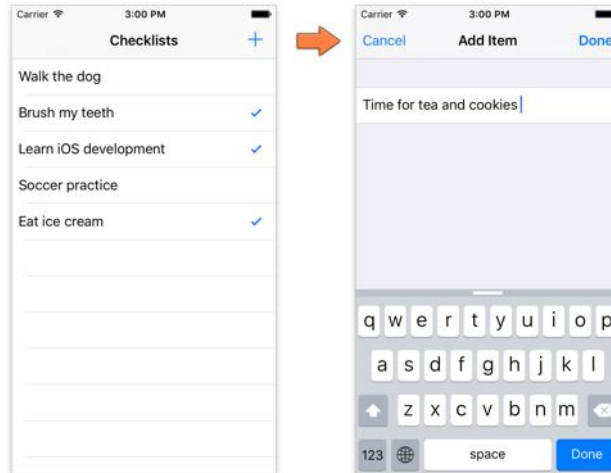 Carrier 3:00 PM
Checklists +
Walk the dog
Brush my teeth
Learn iOS development
Soccer practice
Eat ice cream
Carrier 3:00 PM
Cancel Add Item Done
Time for tea and cookies
q w e r t y u i o p
a s d f g h j k l
z x c v b n m
123 space Done